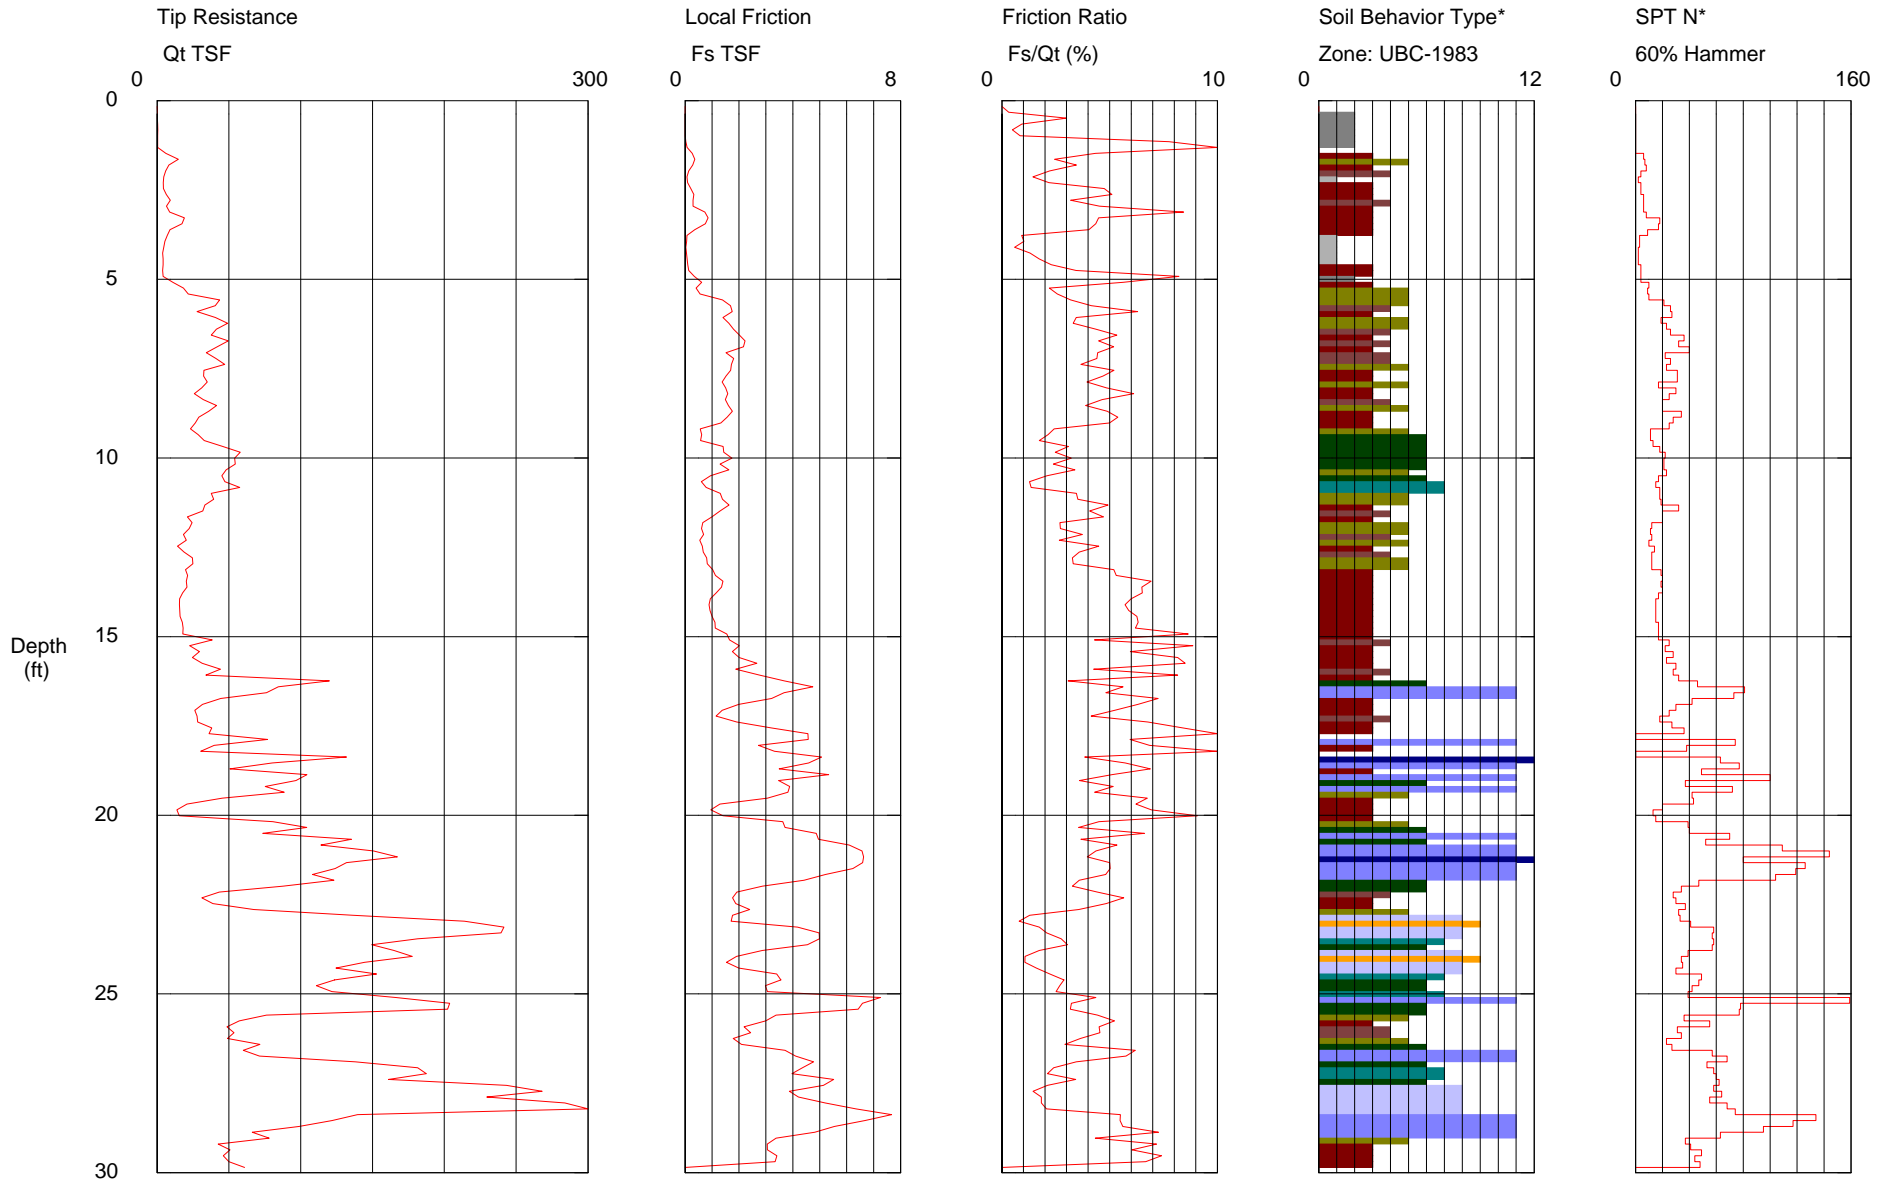 Tip Resistance
Local Friction
Friction Ratio
Soil Behavior Type*
SPT N*
Qt TSF
Fs TSF
Fs/Qt (%)
Zone: UBC-1983
60% Hammer
0 300
0 8
0 10
0 12
0 160
0
5
10
15
20
25
30
Depth
(ft)